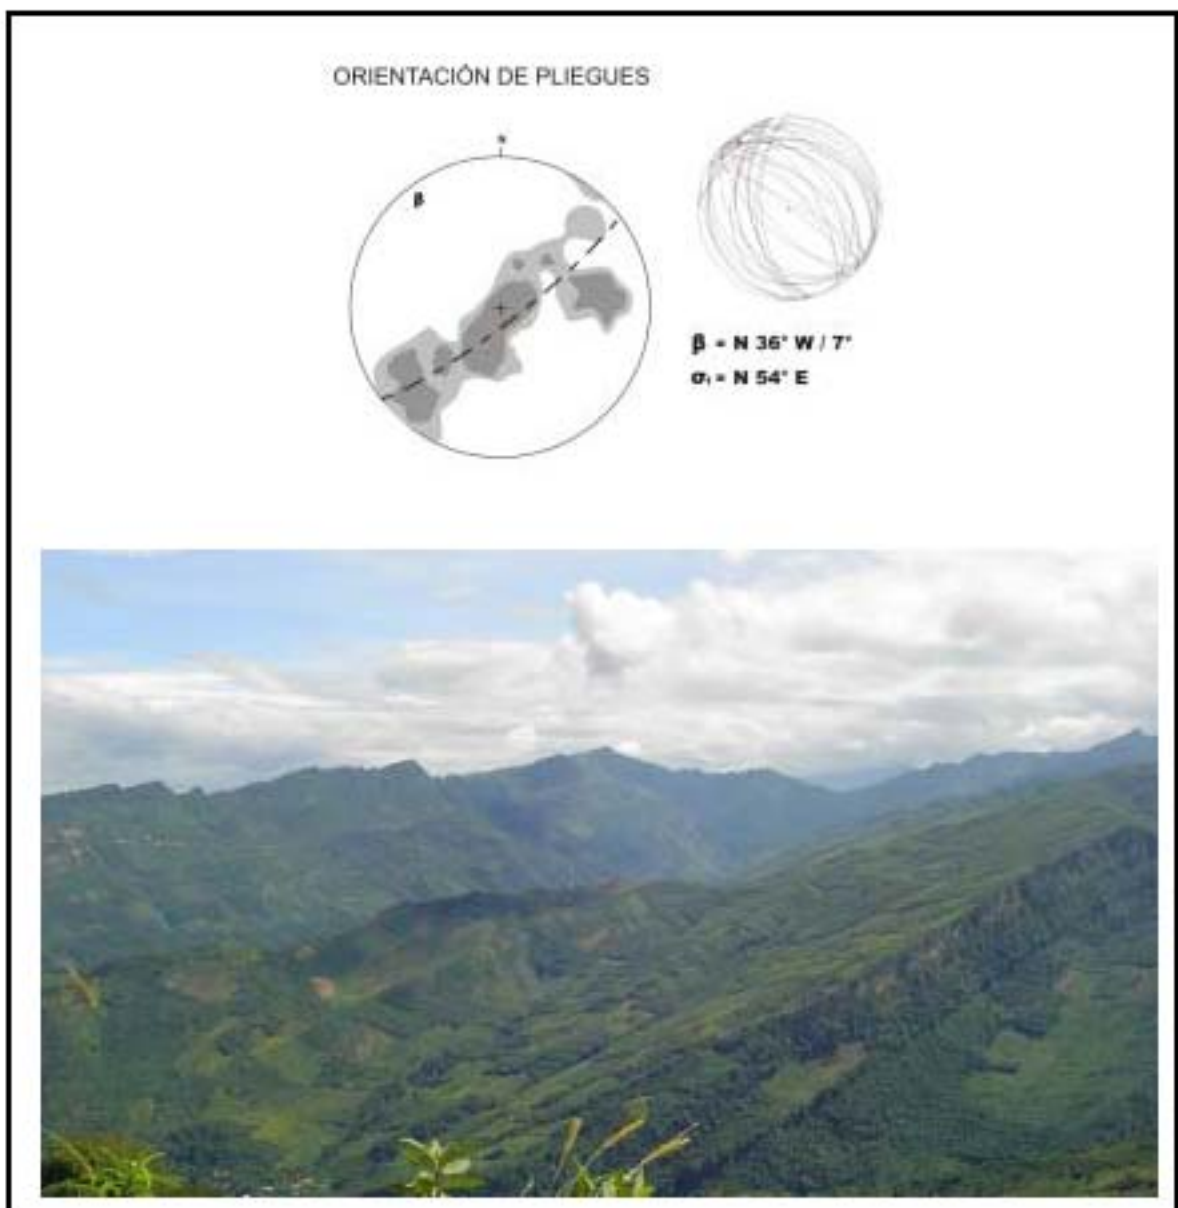 ORIENTACIÓN DE PLIEGUES
N
β
β = N 36° W / 7°
σ₁ = N 54° E